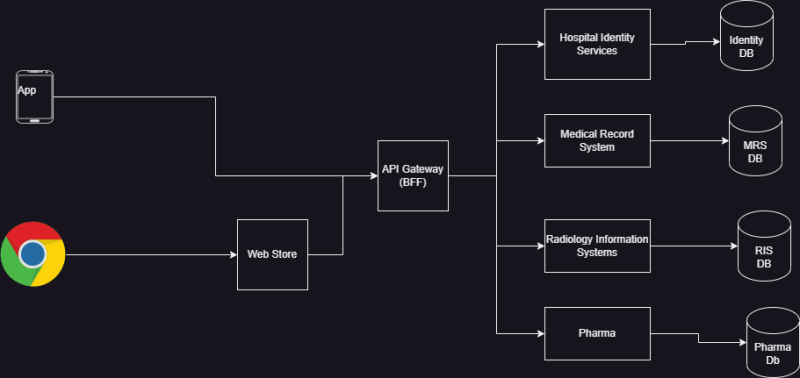 Hospital Identity
Services
Identity
DB
App
Medical Record
System
MRS
DB
API Gateway
(BFF)
Web Store
Radiology Information
Systems
RIS
DB
Pharma
Pharma
Db